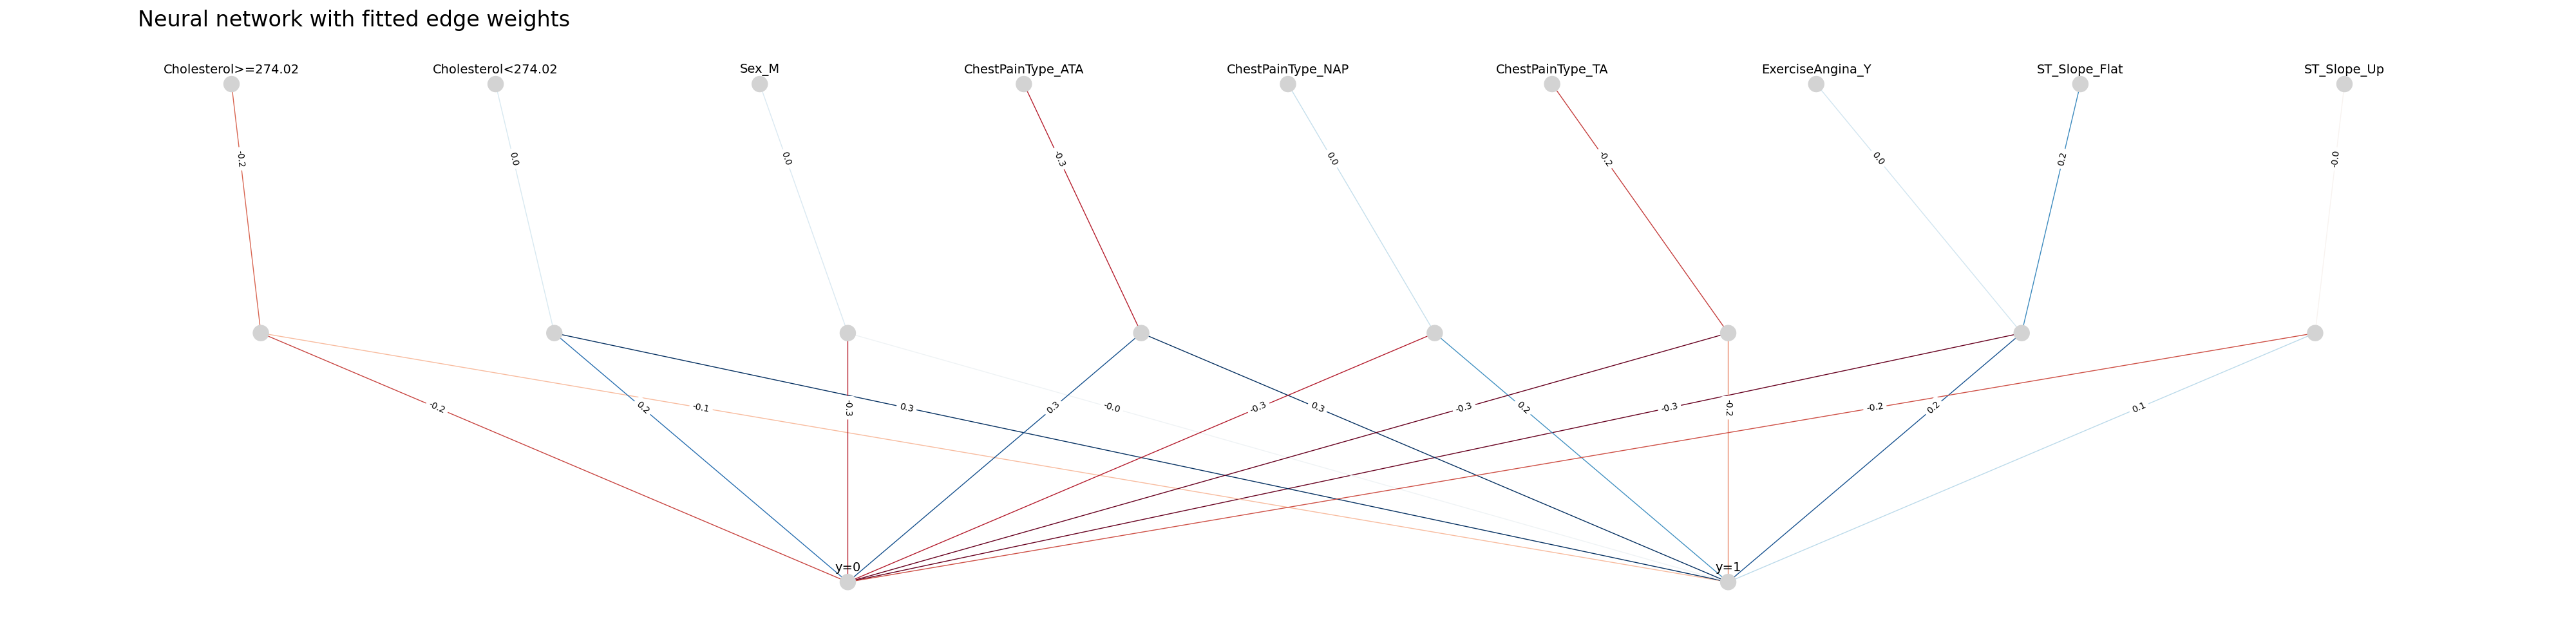 Neural network with fitted edge weights
Cholesterol>=274.02 Cholesterol<274.02 Sex_M ChestPainType_ATA ChestPainType_NAP ChestPainType_TA ExerciseAngina_Y ST_Slope_Flat ST_Slope_Up
-0.2 0.0 0.0 -0.3 0.0 -0.2 0.0 0.2 -0.0
-0.2 0.2 -0.1 -0.3 0.3 0.3 -0.0 -0.3 0.3 -0.3 0.2 -0.3 -0.2 -0.2 0.2 0.1
y=0 y=1